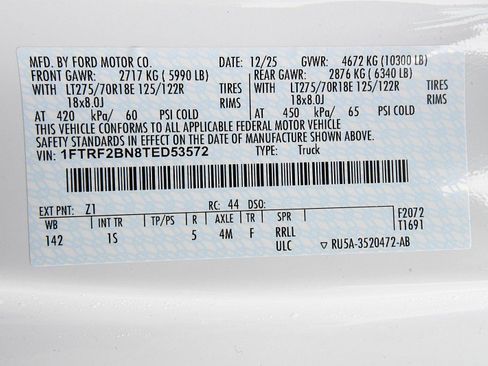 MFD. BY FORD MOTOR CO. 12/25 GVWR: 4672 KG (10300 LB)
FRONT GAWR: 2717 KG ( 5990 LB) REAR GAWR: 2876 KG ( 6340 LB)
WITH LT275/70R18E 125/122R TIRES WITH LT275/70R18E 125/122R TIRES
18x8.0J RIMS 18x8.0J RIMS
AT 420 kPa/ 60 PSI COLD AT 450 kPa/ 65 PSI COLD
THIS VEHICLE CONFORMS TO ALL APPLICABLE FEDERAL MOTOR VEHICLE
SAFETY STANDARDS IN EFFECT ON THE DATE OF MANUFACTURE SHOWN ABOVE.
VIN: 1FTRF2BN8TED53572 TYPE: Truck
EXT PNT: Z1 RC: 44 DSO: F2072
WB INT TR TP/PS R AXLE TR SPR T1691
142 1S 5 4M F RRLL
ULC ▼ RU5A-3520472-AB